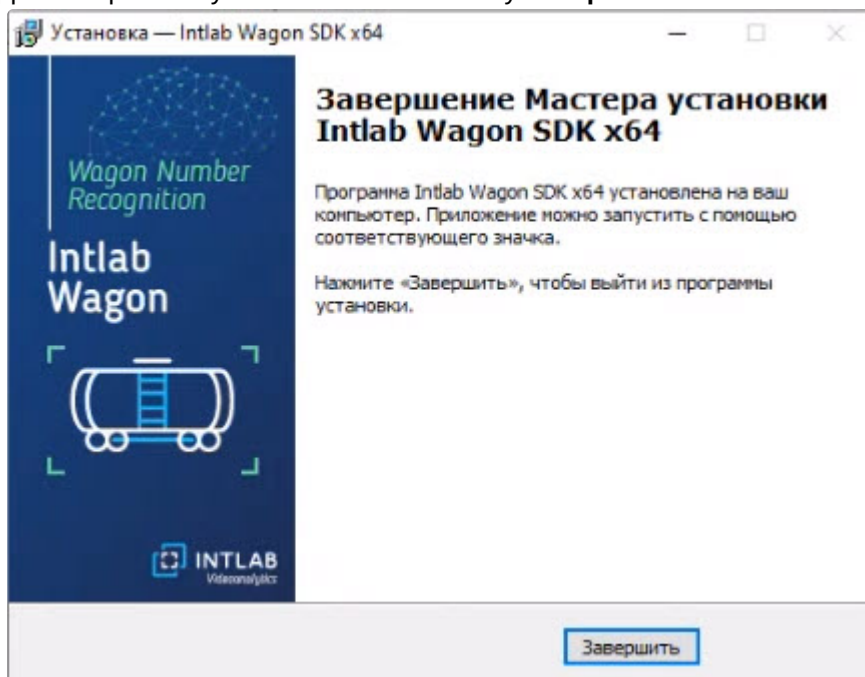 Установка — Intlab Wagon SDK x64
Wagon Number
Recognition
Intlab
Wagon
INTLAB
Videoanalytics
Завершение Мастера установки
Intlab Wagon SDK x64
Программа Intlab Wagon SDK x64 установлена на ваш
компьютер. Приложение можно запустить с помощью
соответствующего значка.
Нажмите «Завершить», чтобы выйти из программы
установки.
Завершить